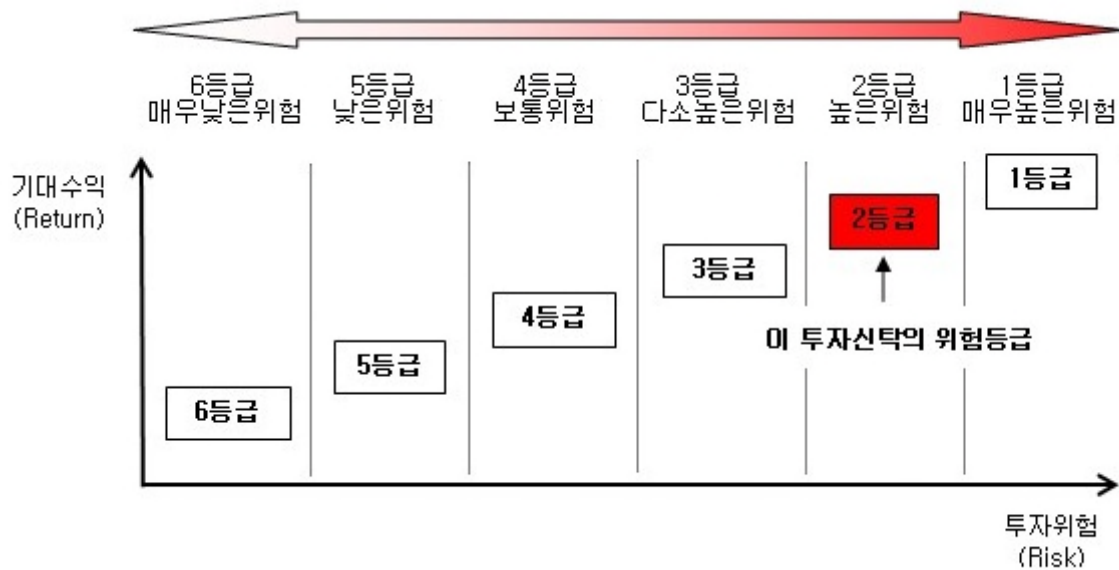 6등급
매우낮은위험
5등급
낮은위험
4등급
보통위험
3등급
다소높은위험
2등급
높은위험
1등급
매우높은위험
기대수익
(Return)
1등급
2등급
3등급
4등급
이 투자신탁의 위험등급
5등급
6등급
투자위험
(Risk)